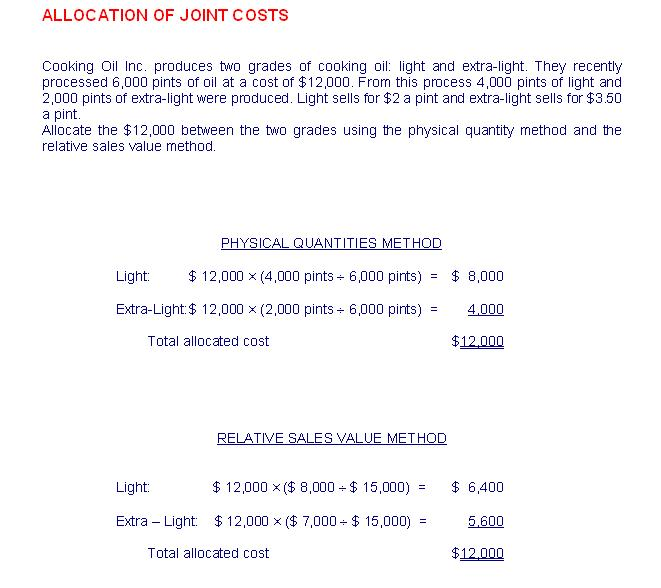 ALLOCATION OF JOINT COSTS
Cooking Oil Inc. produces two grades of cooking oil: light and extra-light. They recently
processed 6,000 pints of oil at a cost of $12,000. From this process 4,000 pints of light and
2,000 pints of extra-light were produced. Light sells for $2 a pint and extra-light sells for $3.50
a pint.
Allocate the $12,000 between the two grades using the physical quantity method and the
relative sales value method.
PHYSICAL QUANTITIES METHOD
Light: $ 12,000 × (4,000 pints ÷ 6,000 pints) = $ 8,000
Extra-Light: $ 12,000 × (2,000 pints ÷ 6,000 pints) = 4,000
Total allocated cost $12,000
RELATIVE SALES VALUE METHOD
Light: $ 12,000 × ($ 8,000 ÷ $ 15,000) = $ 6,400
Extra – Light: $ 12,000 × ($ 7,000 ÷ $ 15,000) = 5,600
Total allocated cost $12,000